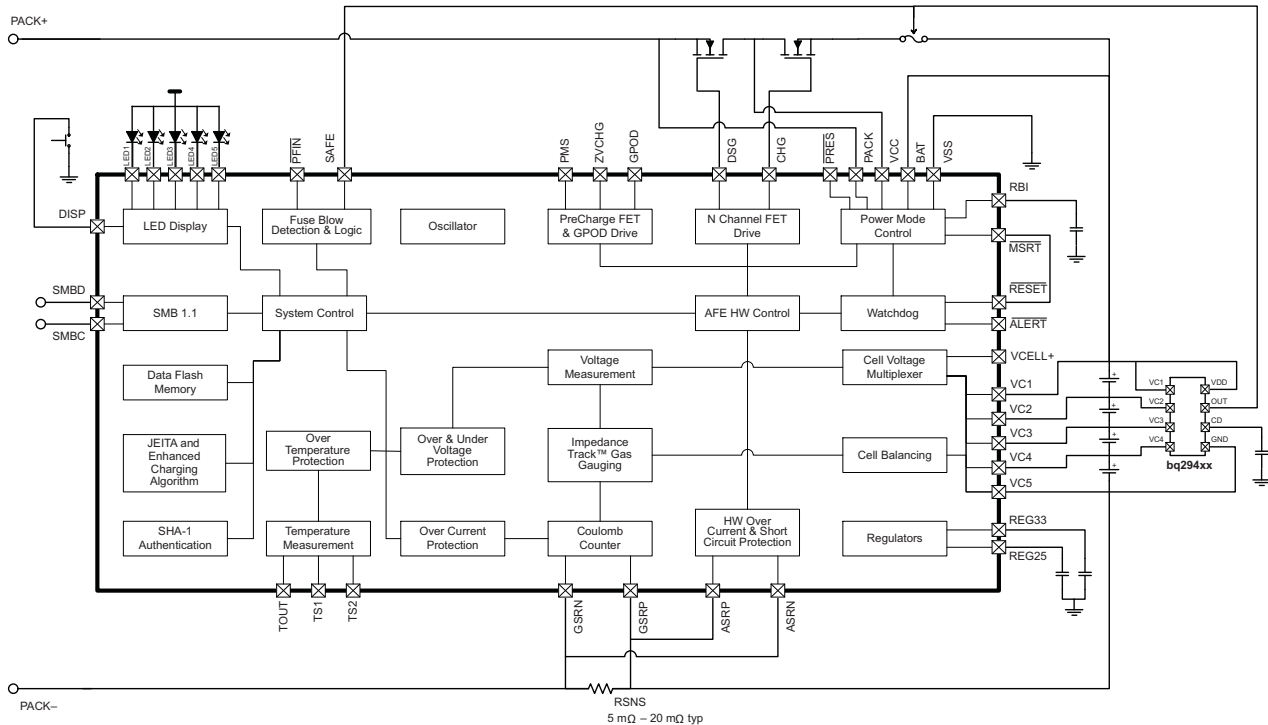 PACK+
LED1
LED2
LED3
LED4
LED5
PFIN
SAFE
PMS
ZVCHG
GPOD
DSG
CHG
PRES
PACK
VCC
BAT
VSS
DISP
LED Display
Fuse Blow
Detection & Logic
Oscillator
PreCharge FET
& GPOD Drive
N Channel FET
Drive
Power Mode
Control
RBI
MSRT
SMBD
SMBC
SMB 1.1
System Control
AFE HW Control
Watchdog
RESET
ALERT
Data Flash
Memory
Voltage
Measurement
Cell Voltage
Multiplexer
VCELL+
VC1
VC2
VC3
VC4
VC5
+
+
+
+
VC1
VC2
VC3
VC4
VDD
OUT
CD
GND
bq294xx
JEITA and
Enhanced
Charging
Algorithm
Over
Temperature
Protection
Over & Under
Voltage
Protection
Impedance
Track™ Gas
Gauging
Cell Balancing
SHA-1
Authentication
Temperature
Measurement
Over Current
Protection
Coulomb
Counter
HW Over
Current & Short
Circuit Protection
Regulators
REG33
REG25
TOUT
TS1
TS2
GSRN
GSRP
ASRP
ASRN
PACK–
RSNS
5 mΩ – 20 mΩ typ